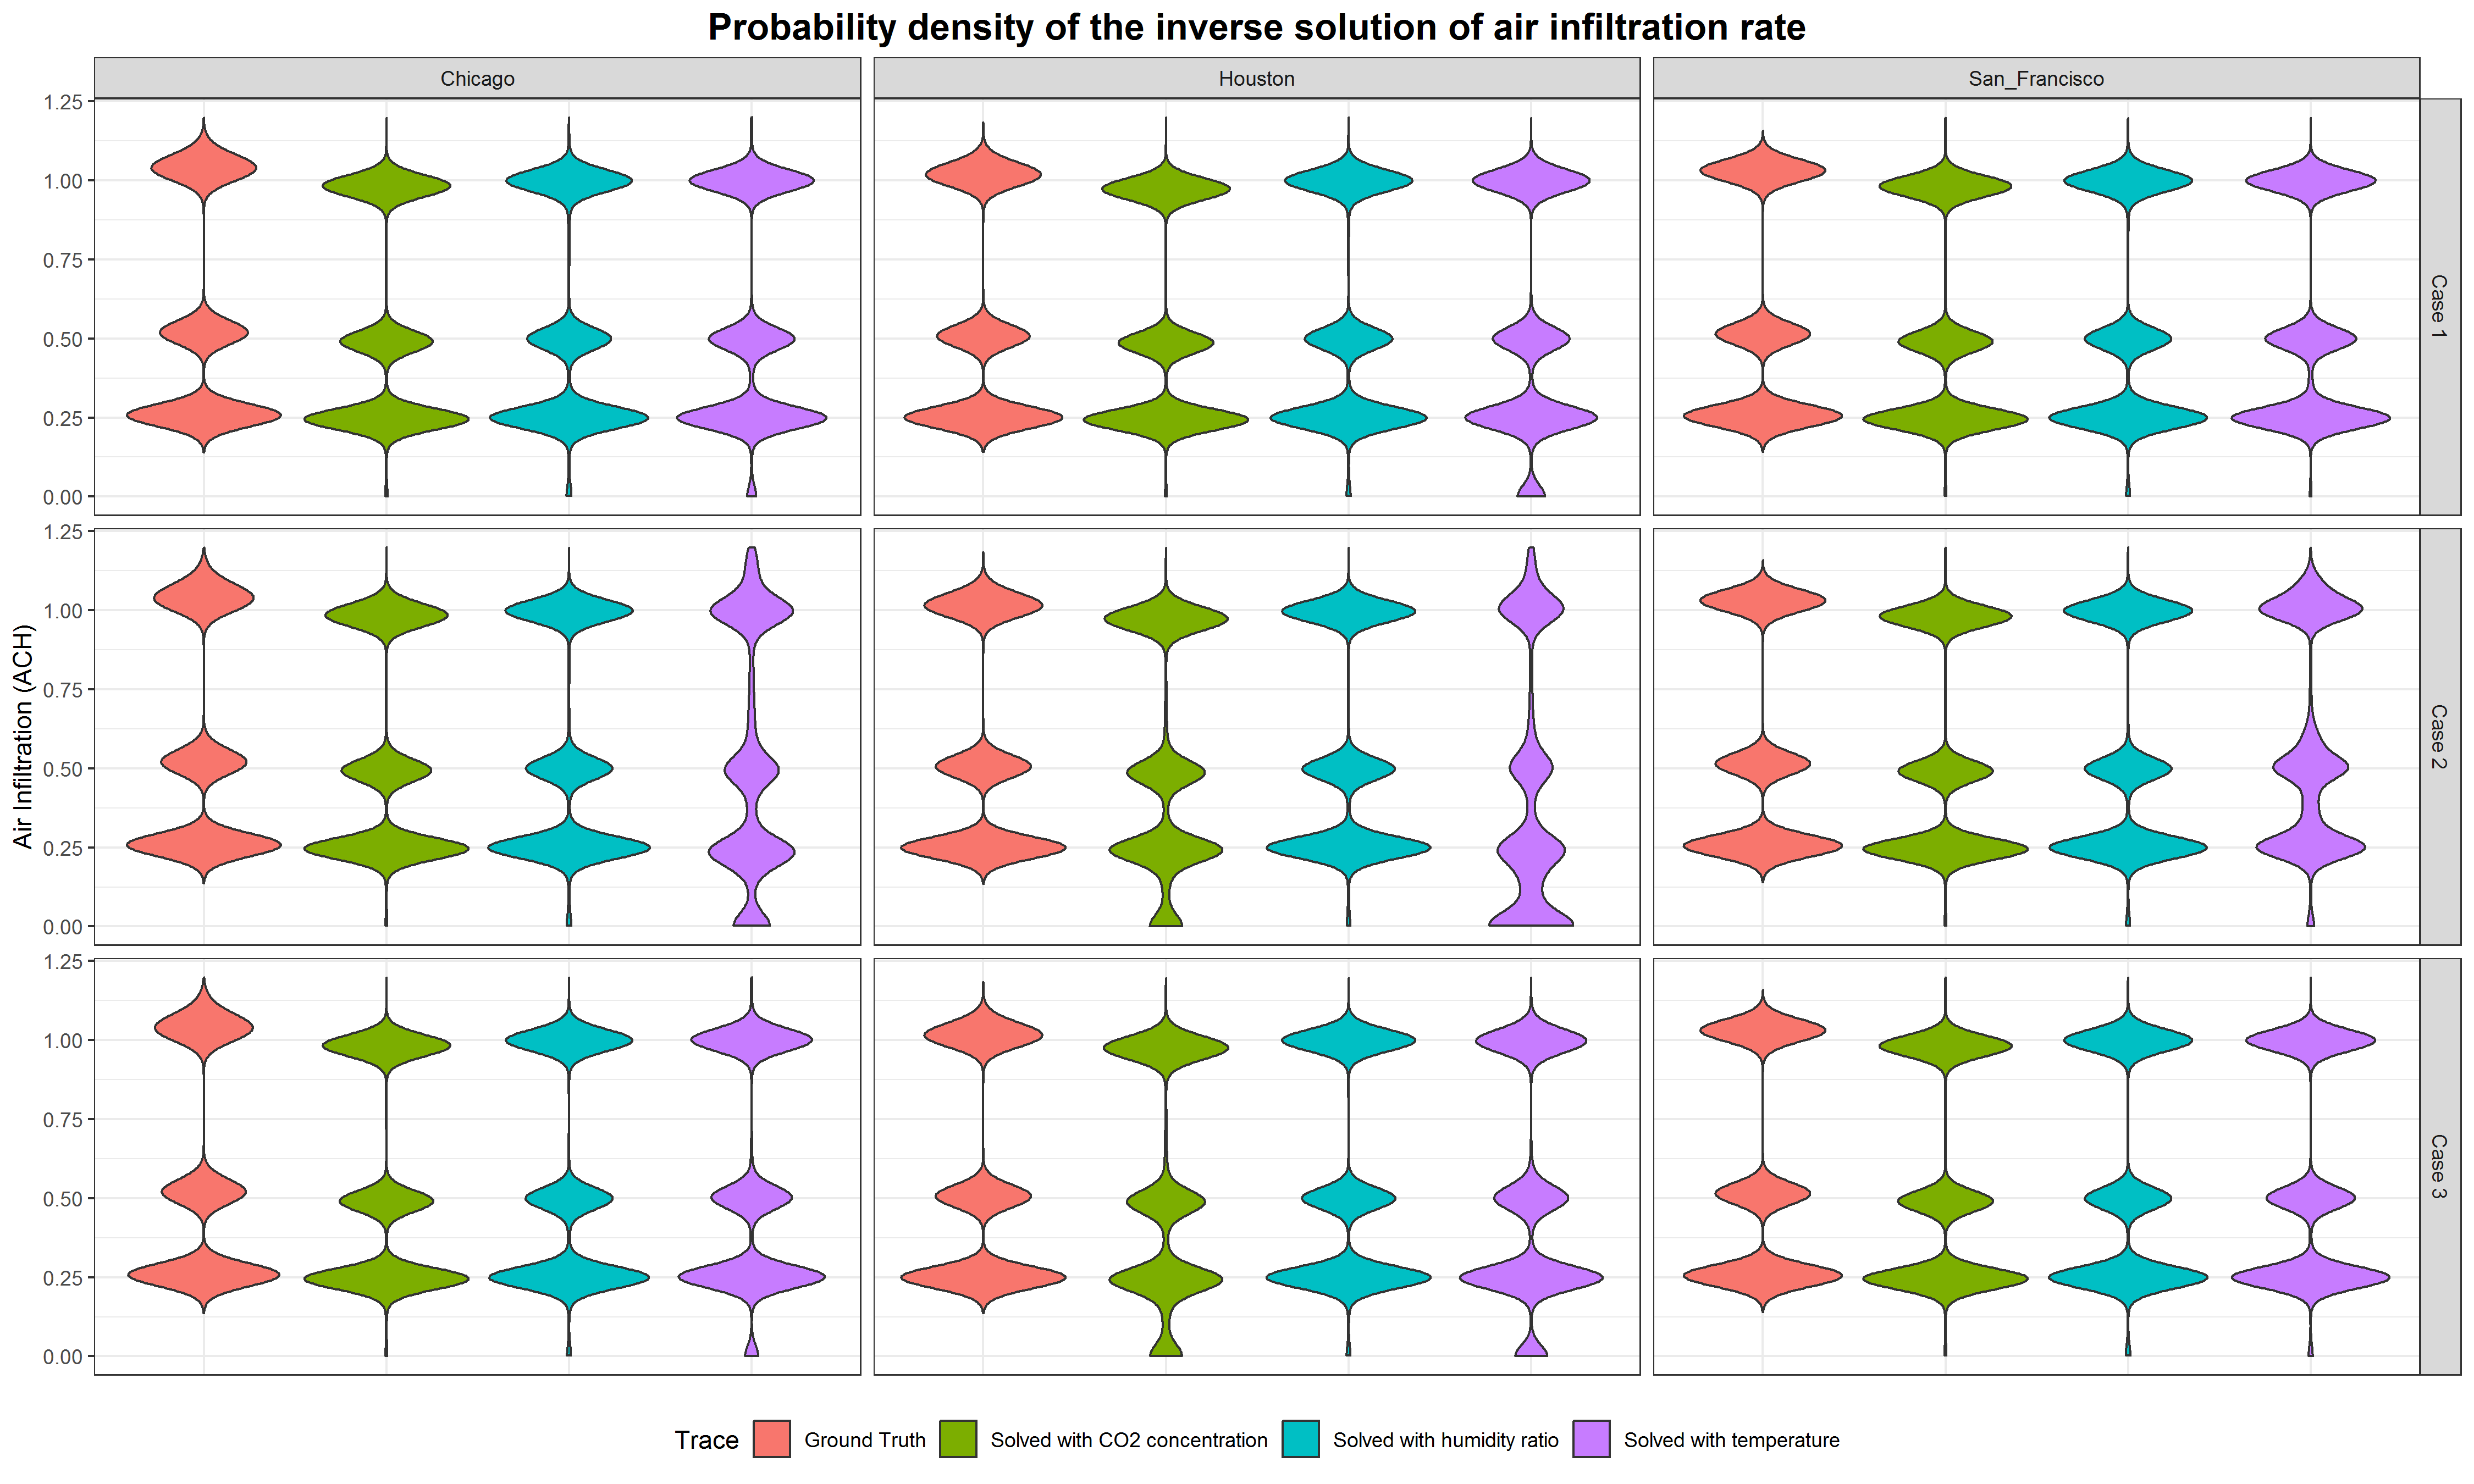 Probability density of the inverse solution of air infiltration rate
Chicago
Houston
San_Francisco
1.25
1.00
0.75
0.50
0.25
0.00
Case 1
1.25
1.00
0.75
0.50
0.25
0.00
Case 2
Air Infiltration (ACH)
1.25
1.00
0.75
0.50
0.25
0.00
Case 3
Trace
Ground Truth
Solved with CO2 concentration
Solved with humidity ratio
Solved with temperature